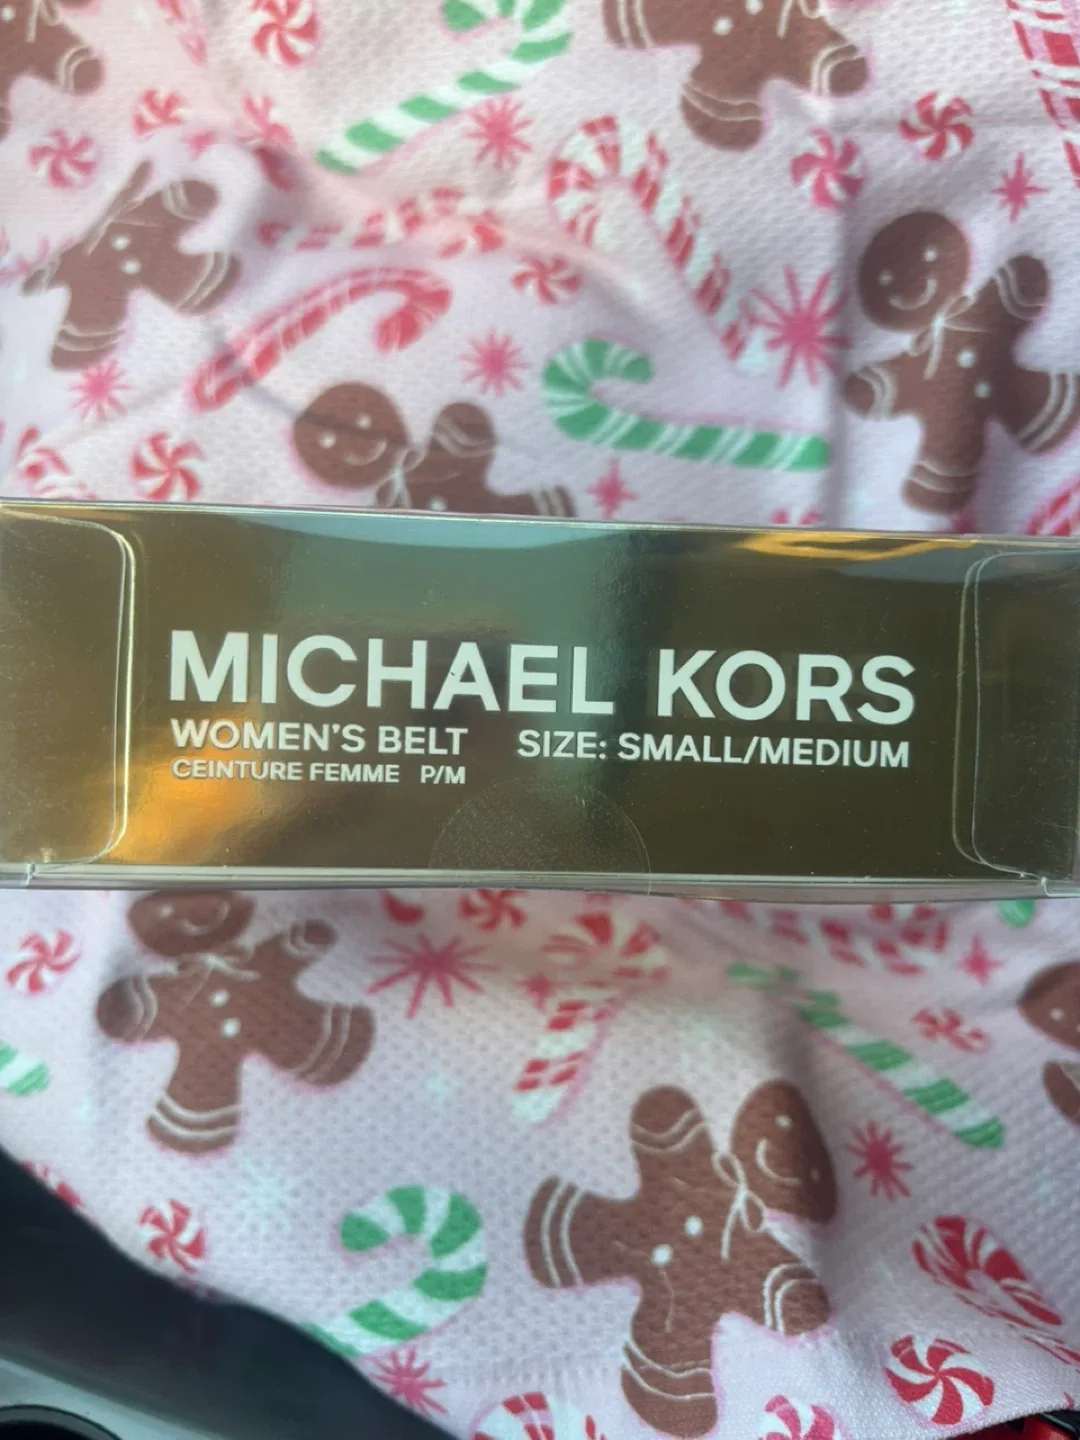 MICHAEL KORS
WOMEN'S BELT SIZE: SMALL/MEDIUM
CEINTURE FEMME P/M